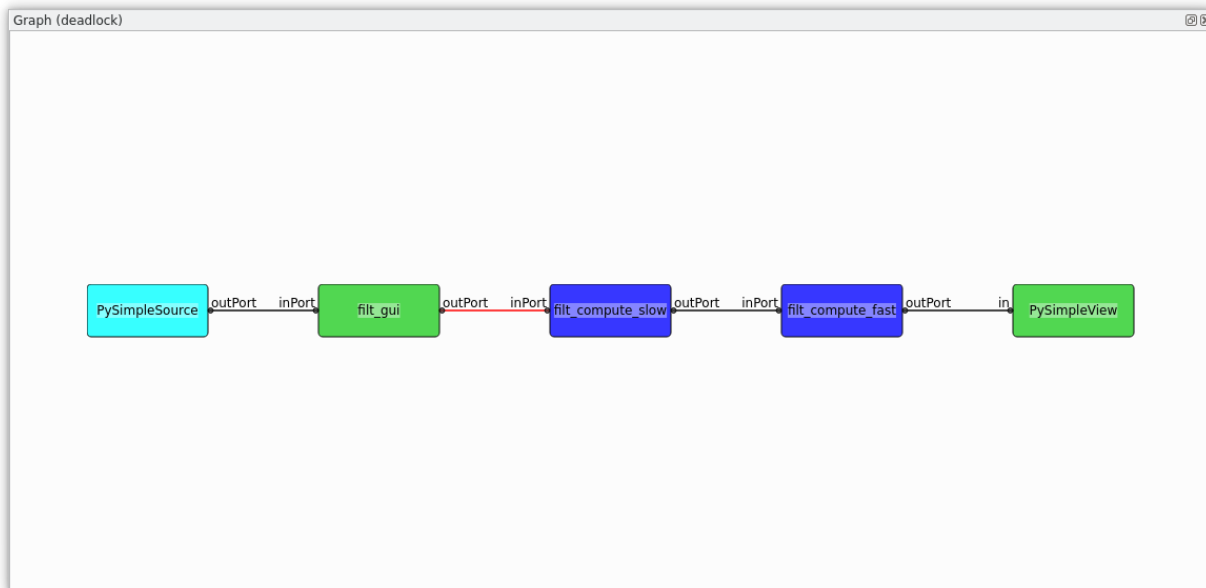 Graph (deadlock)
outPort inPort outPort inPort outPort inPort outPort in
PySimpleSource filt_gui filt_compute_slow filt_compute_fast PySimpleView